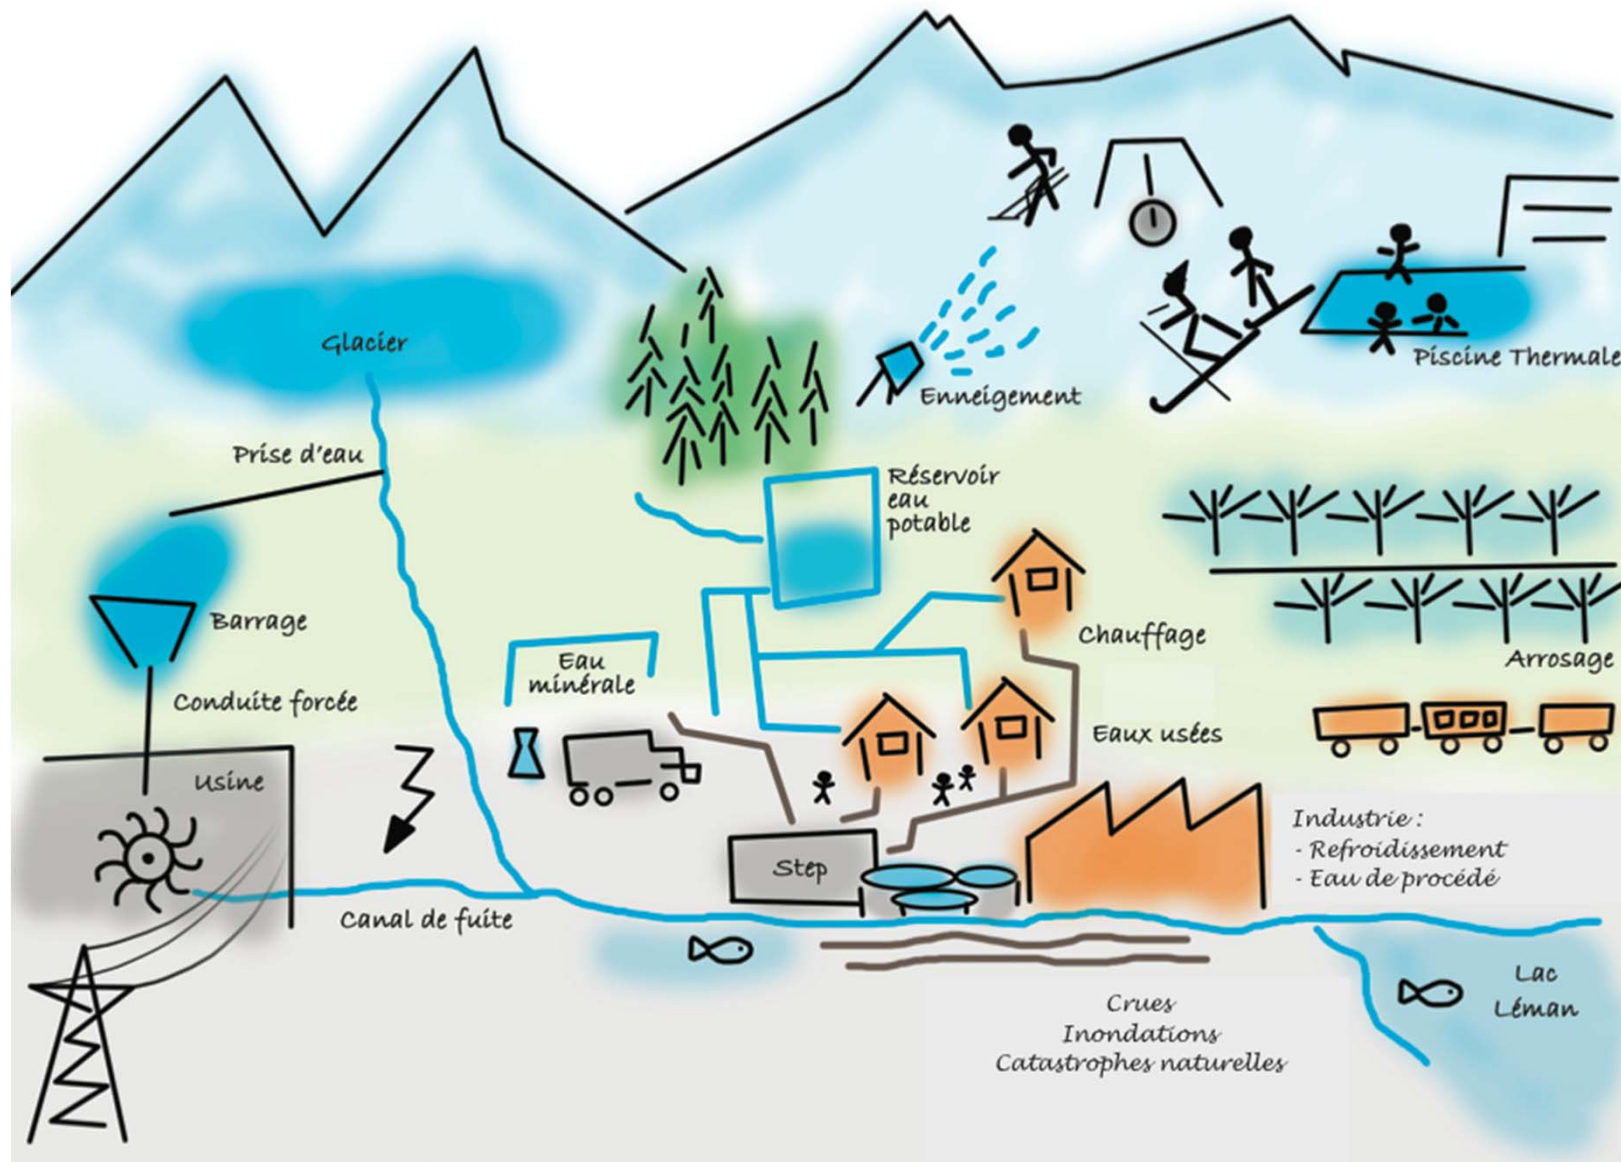 Glacier
Piscine Thermale
Enneigement
Prise d'eau
Réservoir
eau
potable
Barrage
Chauffage
Arrosage
Eau
minérale
Conduite forcée
Eaux usées
Usine
Industrie :
- Refroidissement
- Eau de procédé
Step
Canal de fuite
Lac
Léman
Crues
Inondations
Catastrophes naturelles